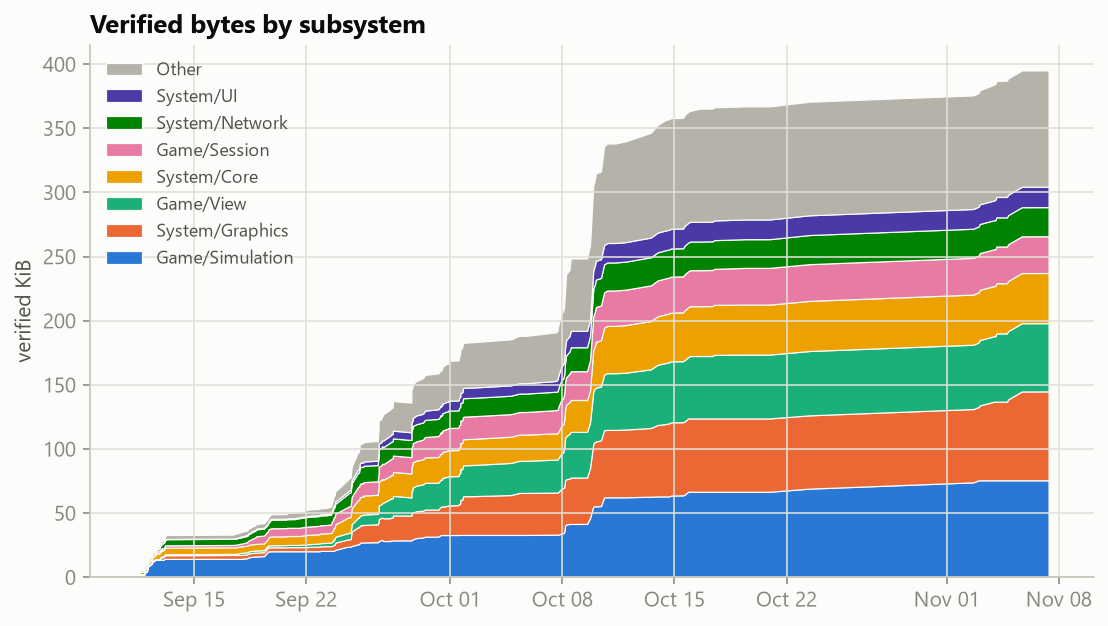 Verified bytes by subsystem
verified KiB
400
350
300
250
200
150
100
50
0
Other
System/UI
System/Network
Game/Session
System/Core
Game/View
System/Graphics
Game/Simulation
Sep 15
Sep 22
Oct 01
Oct 08
Oct 15
Oct 22
Nov 01
Nov 08